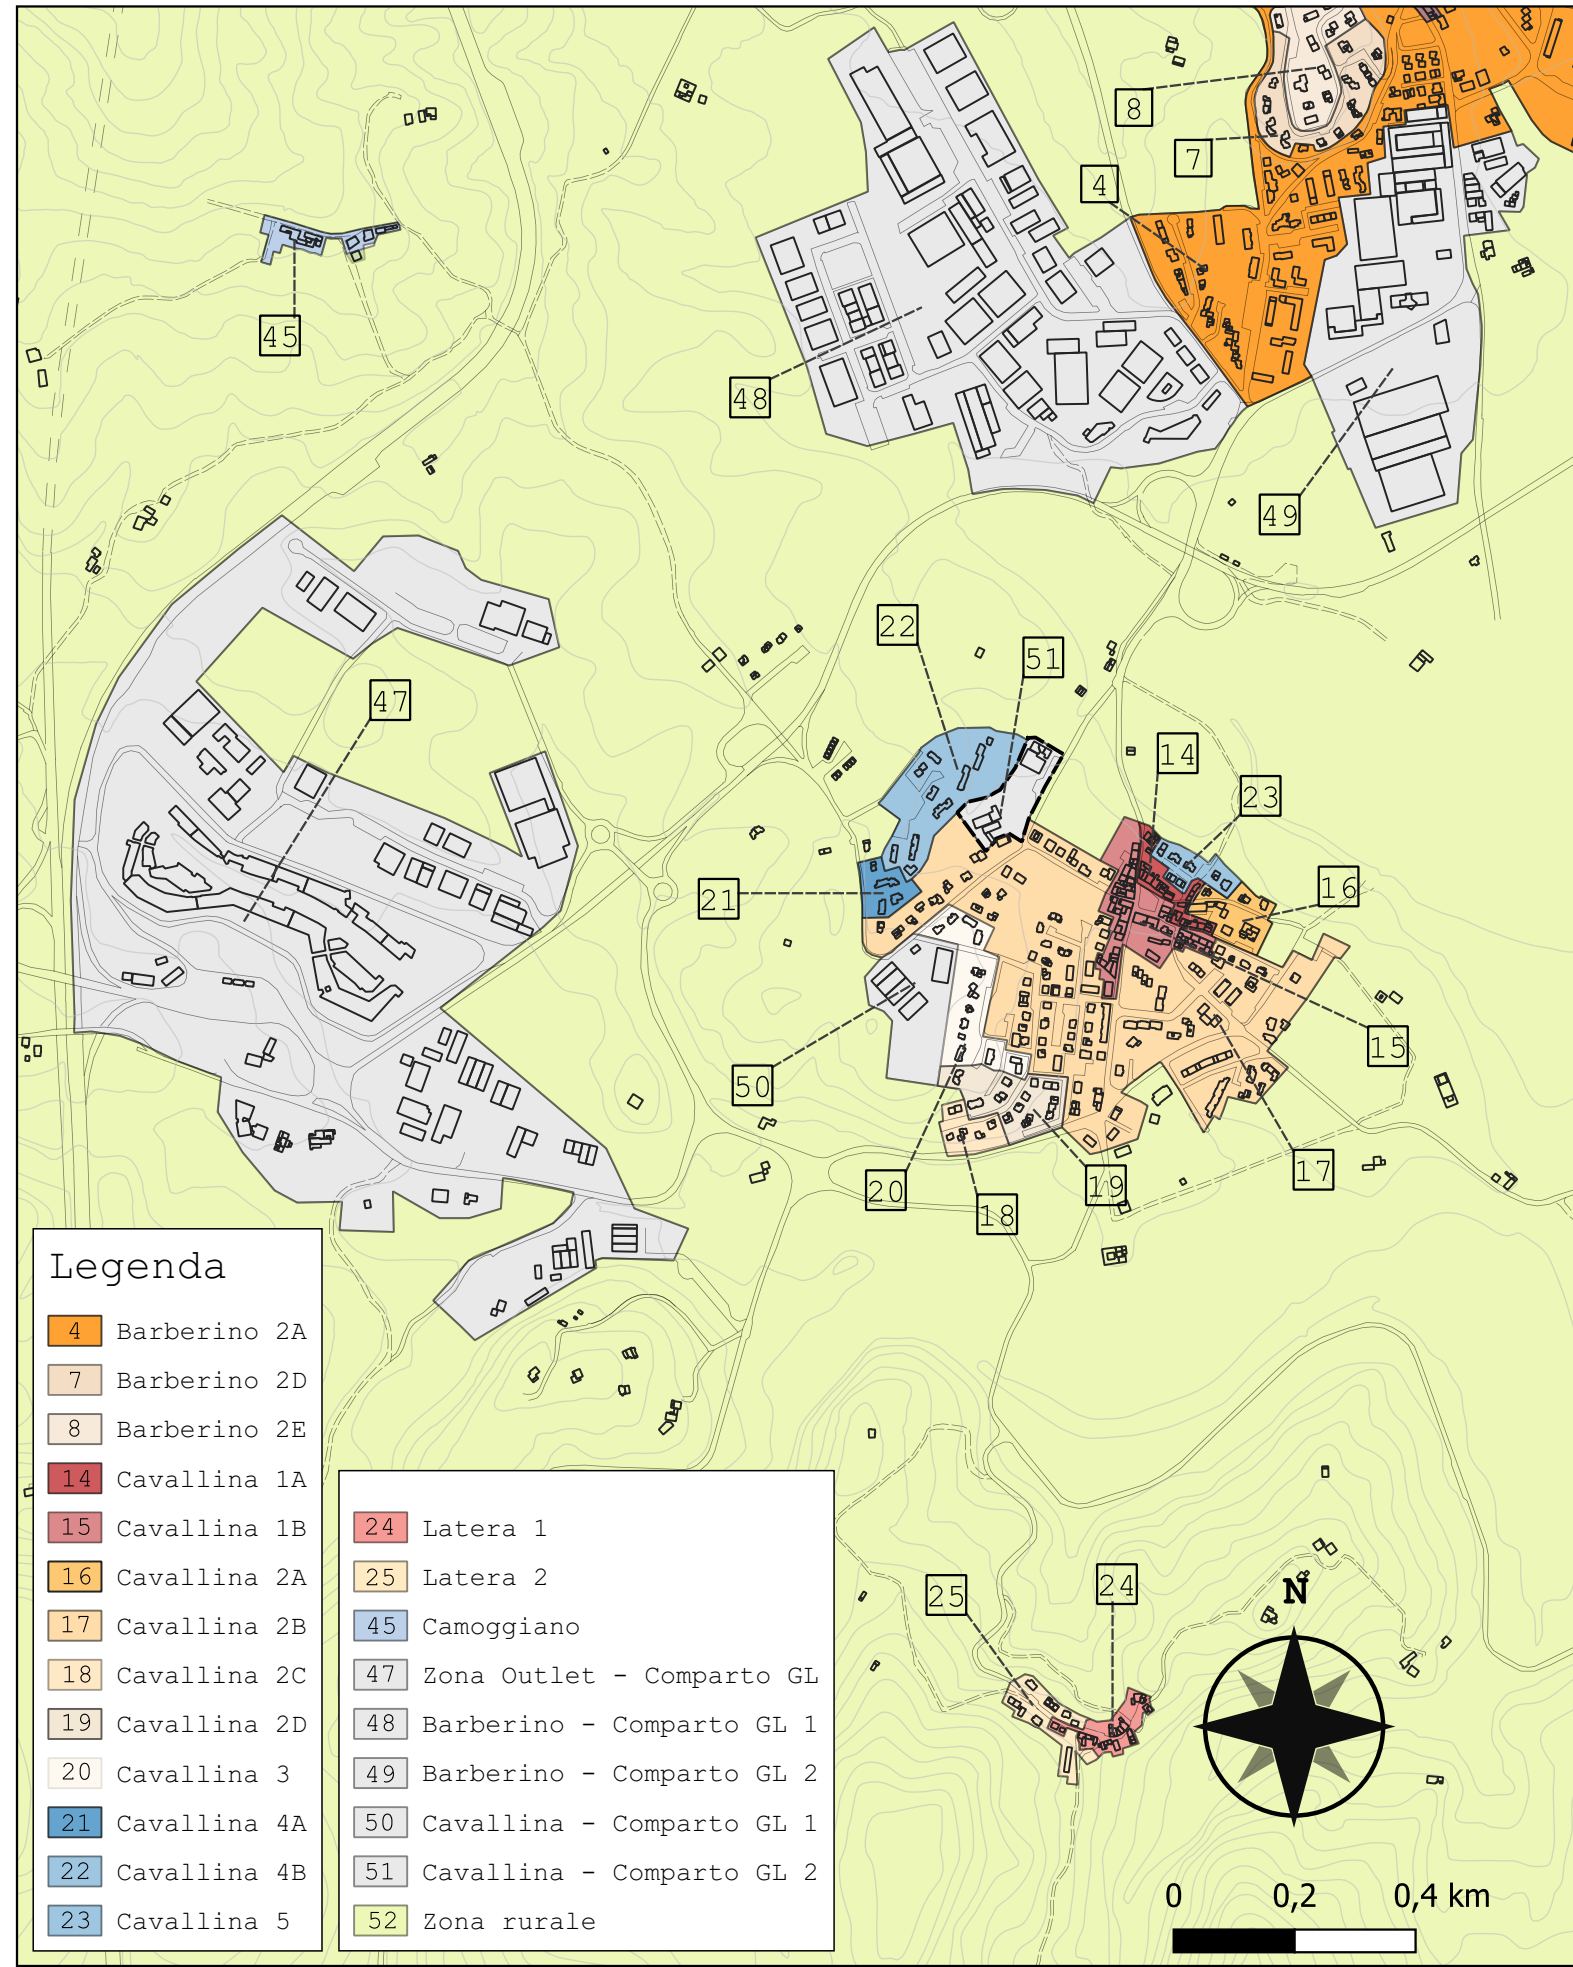 8
7
4
45
48
49
22
51
47
14
23
16
21
15
50
17
20
19
18
25
24
N
0 0,2 0,4 km
Legenda
4 Barberino 2A
7 Barberino 2D
8 Barberino 2E
14 Cavallina 1A
15 Cavallina 1B
16 Cavallina 2A
17 Cavallina 2B
18 Cavallina 2C
19 Cavallina 2D
20 Cavallina 3
21 Cavallina 4A
22 Cavallina 4B
23 Cavallina 5
24 Latera 1
25 Latera 2
45 Camoggiano
47 Zona Outlet - Comparto GL
48 Barberino - Comparto GL 1
49 Barberino - Comparto GL 2
50 Cavallina - Comparto GL 1
51 Cavallina - Comparto GL 2
52 Zona rurale